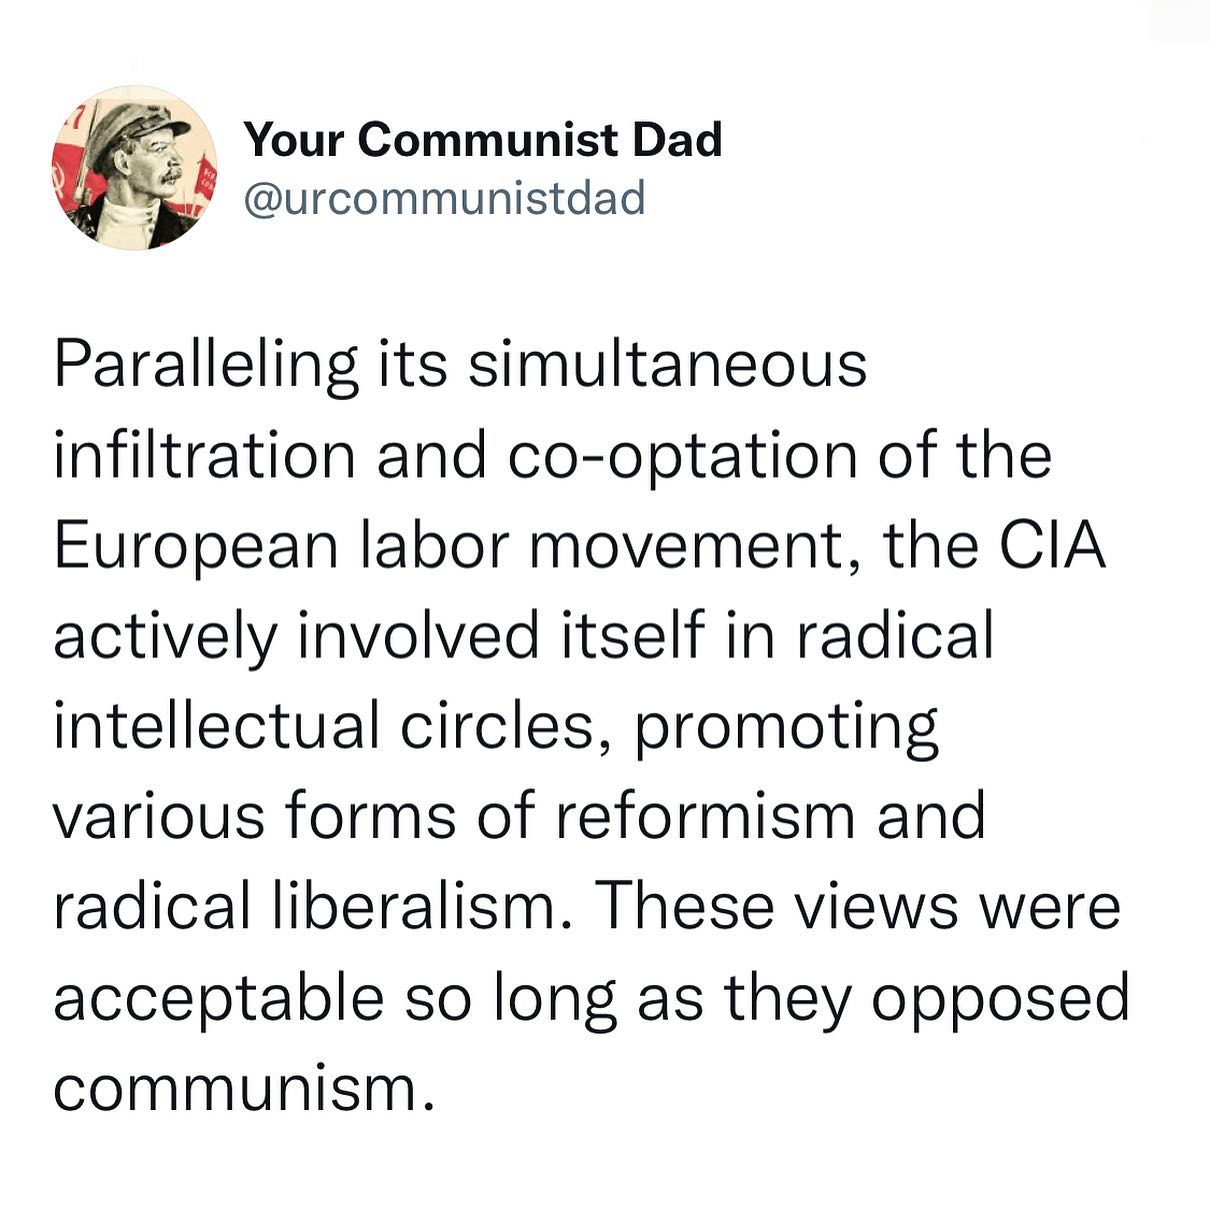 Your Communist Dad
@urcommunistdad
Paralleling its simultaneous
infiltration and co-optation of the
European labor movement, the CIA
actively involved itself in radical
intellectual circles, promoting
various forms of reformism and
radical liberalism. These views were
acceptable so long as they opposed
communism.